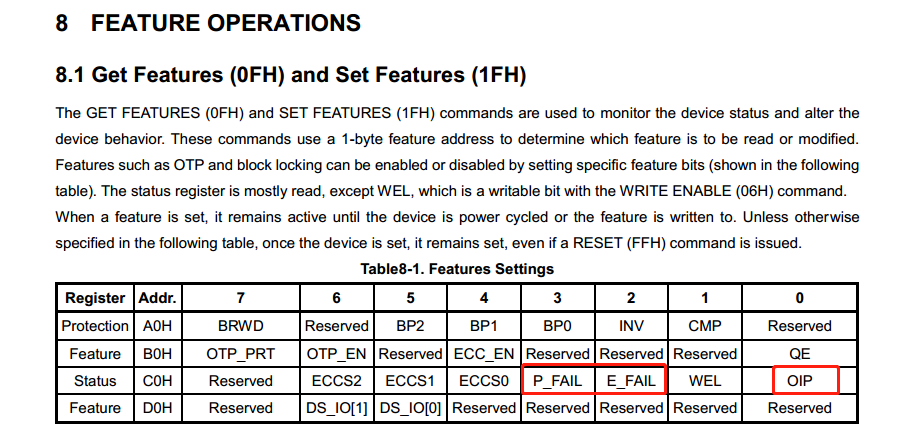 8 FEATURE OPERATIONS
8.1 Get Features (0FH) and Set Features (1FH)
The GET FEATURES (0FH) and SET FEATURES (1FH) commands are used to monitor the device status and alter the
device behavior. These commands use a 1-byte feature address to determine which feature is to be read or modified.
Features such as OTP and block locking can be enabled or disabled by setting specific feature bits (shown in the following
table). The status register is mostly read, except WEL, which is a writable bit with the WRITE ENABLE (06H) command.
When a feature is set, it remains active until the device is power cycled or the feature is written to. Unless otherwise
specified in the following table, once the device is set, it remains set, even if a RESET (FFH) command is issued.
Table8-1. Features Settings
Register Addr. 7 6 5 4 3 2 1 0
Protection A0H BRWD Reserved BP2 BP1 BP0 INV CMP Reserved
Feature B0H OTP_PRT OTP_EN Reserved ECC_EN Reserved Reserved Reserved QE
Status C0H Reserved ECCS2 ECCS1 ECCS0 P_FAIL E_FAIL WEL OIP
Feature D0H Reserved DS_IO[1] DS_IO[0] Reserved Reserved Reserved Reserved Reserved